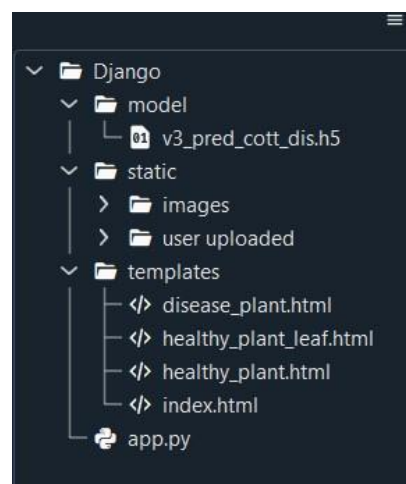 Django
model
v3_pred_cott_dis.h5
static
images
user uploaded
templates
disease_plant.html
healthy_plant_leaf.html
healthy_plant.html
index.html
app.py